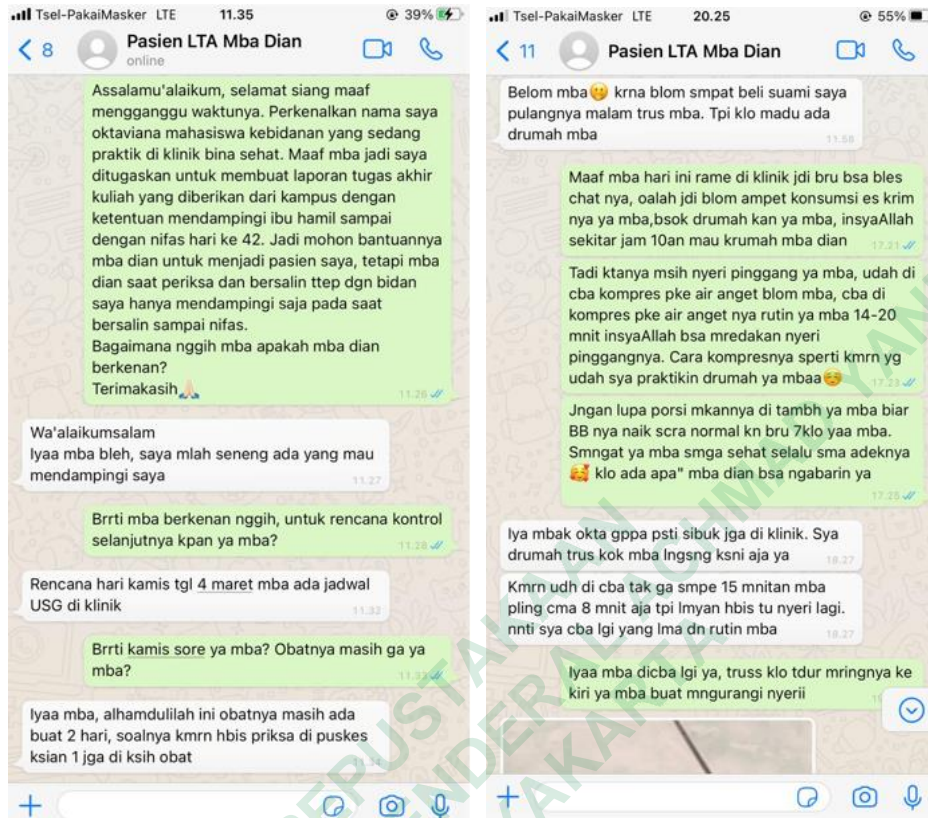 Tsel-PakaiMasker LTE 11.35 39%
8 Pasien LTA Mba Dian
online
Assalamu'alaikum, selamat siang maaf
mengganggu waktunya. Perkenalkan nama saya
oktaviana mahasiswa kebidanan yang sedang
praktik di klinik bina sehat. Maaf mba jadi saya
ditugaskan untuk membuat laporan tugas akhir
kuliah yang diberikan dari kampus dengan
ketentuan mendampingi ibu hamil sampai
dengan nifas hari ke 42. Jadi mohon bantuannya
mba dian untuk menjadi pasien saya, tetapi mba
dian saat periksa dan bersalin ttep dgn bidan
saya hanya mendampingi saja pada saat
bersalin sampai nifas.
Bagaimana nggih mba apakah mba dian
berkenan?
Terimakasih🙏🏻
11.26
Wa'alaikumsalam
Iyaa mba bleh, saya mlah seneng ada yang mau
mendampingi saya
11.27
Brrti mba berkenan nggih, untuk rencana kontrol
selanjutnya kpan ya mba?
11.28
Rencana hari kamis tgl 4 maret mba ada jadwal
USG di klinik
11.32
Brrti kamis sore ya mba? Obatnya masih ga ya
mba?
11.33
Iyaa mba, alhamdulilah ini obatnya masih ada
buat 2 hari, soalnya kmrn hbis priksa di puskes
ksian 1 jga di ksih obat
Tsel-PakaiMasker LTE 20.25 55%
11 Pasien LTA Mba Dian
Belom mba🤭 krna blom smpat beli suami saya
pulangnya malam trus mba. Tpi klo madu ada
drumah mba
11.58
Maaf mba hari ini rame di klinik jdi bru bsa bles
chat nya, oalah jdi blom ampet konsumsi es krim
nya ya mba,bsok drumah kan ya mba, insyaAllah
sekitar jam 10an mau krumah mba dian
17.21
Tadi ktanya msih nyeri pinggang ya mba, udah di
cba kompres pke air anget blom mba, cba di
kompres pke air anget nya rutin ya mba 14-20
mnit insyaAllah bsa mredakan nyeri
pinggangnya. Cara kompresnya sperti kmrn yg
udah sya praktikin drumah ya mbaa☺️
17.23
Jngan lupa porsi mkannya di tambh ya mba biar
BB nya naik scra normal kn bru 7klo yaa mba.
Smngat ya mba smga sehat selalu sma adeknya
🥰 klo ada apa" mba dian bsa ngabarin ya
17.25
Iya mbak okta gppa psti sibuk jga di klinik. Sya
drumah trus kok mba lngsng ksni aja ya
18.27
Kmrn udh di cba tak ga smpe 15 mnitan mba
pling cma 8 mnit aja tpi lmyan hbis tu nyeri lagi.
nnti sya cba lgi yang lma dn rutin mba
18.27
Iyaa mba dicba lgi ya, truss klo tdur mringnya ke
kiri ya mba buat mngurangi nyerii